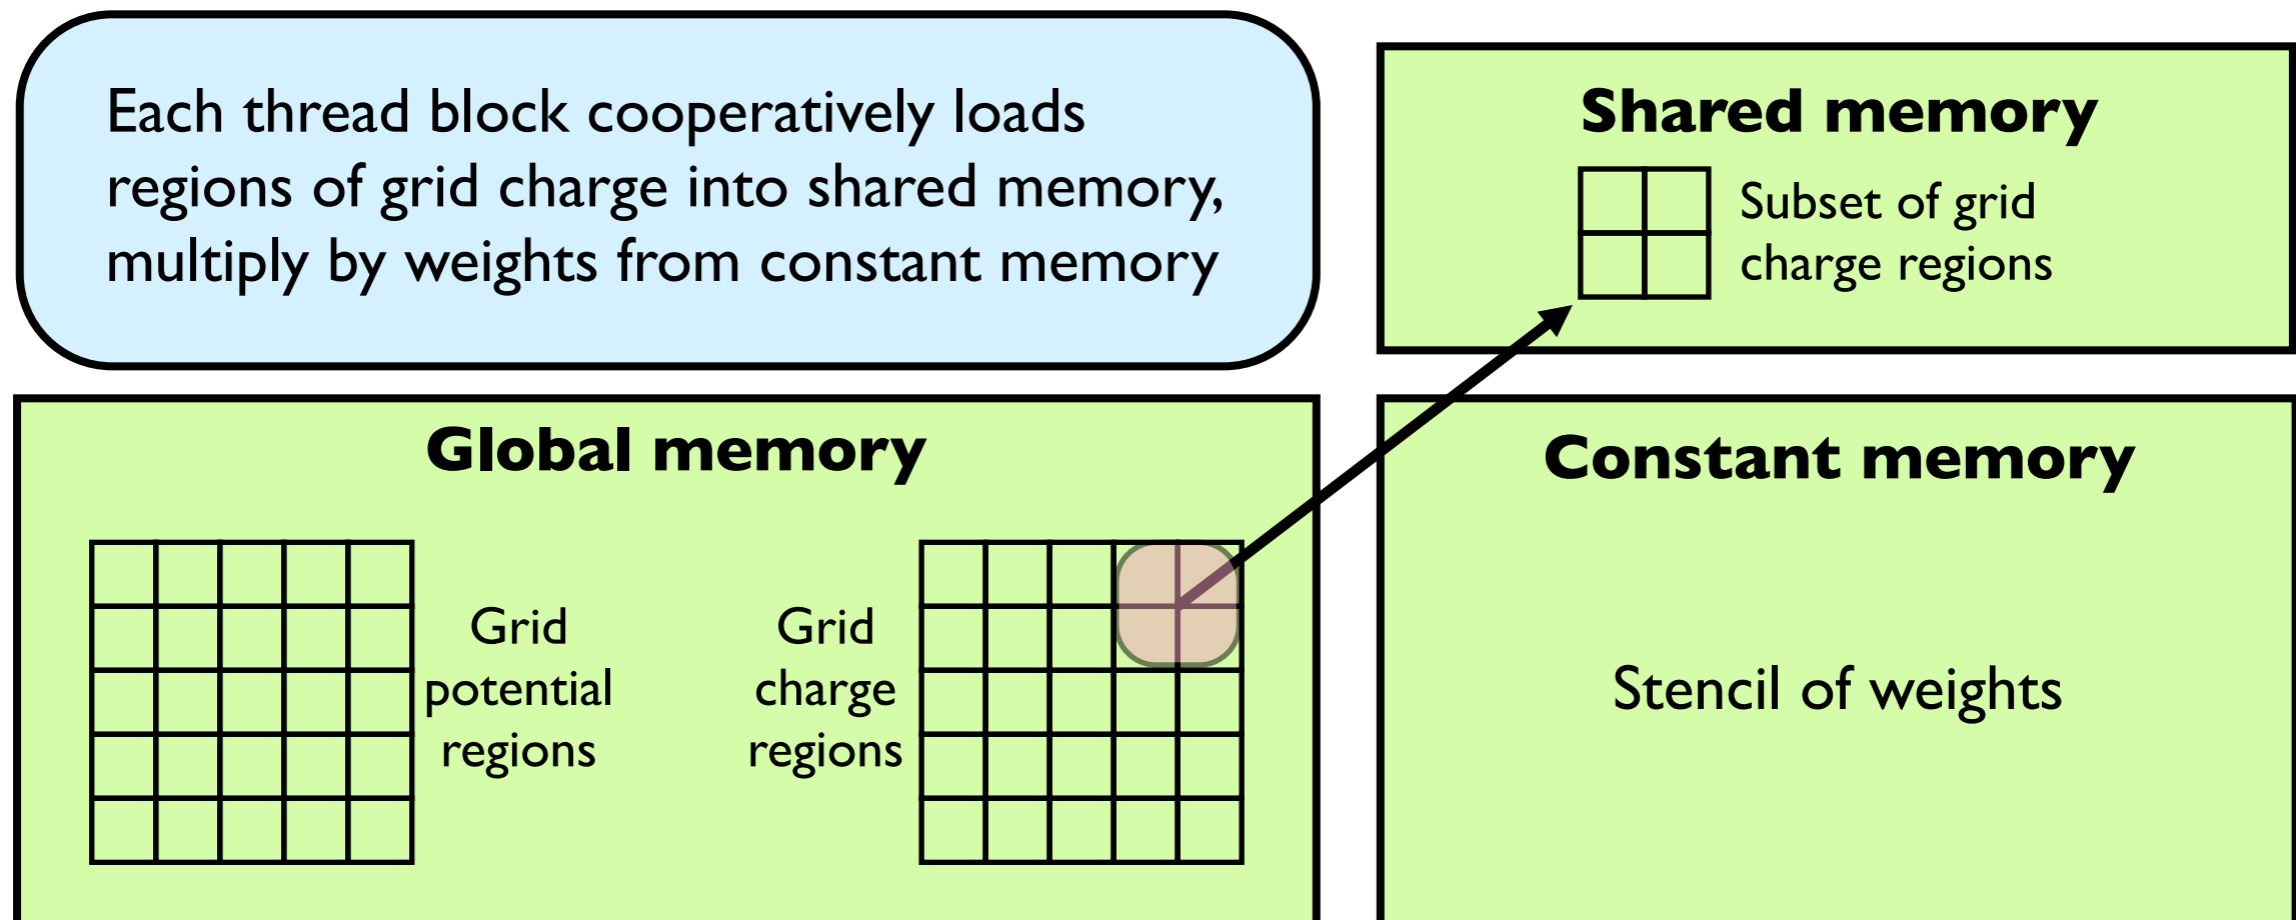 Each thread block cooperatively loads
regions of grid charge into shared memory,
multiply by weights from constant memory
Shared memory
Subset of grid
charge regions
Global memory
Grid
potential
regions
Grid
charge
regions
Constant memory
Stencil of weights